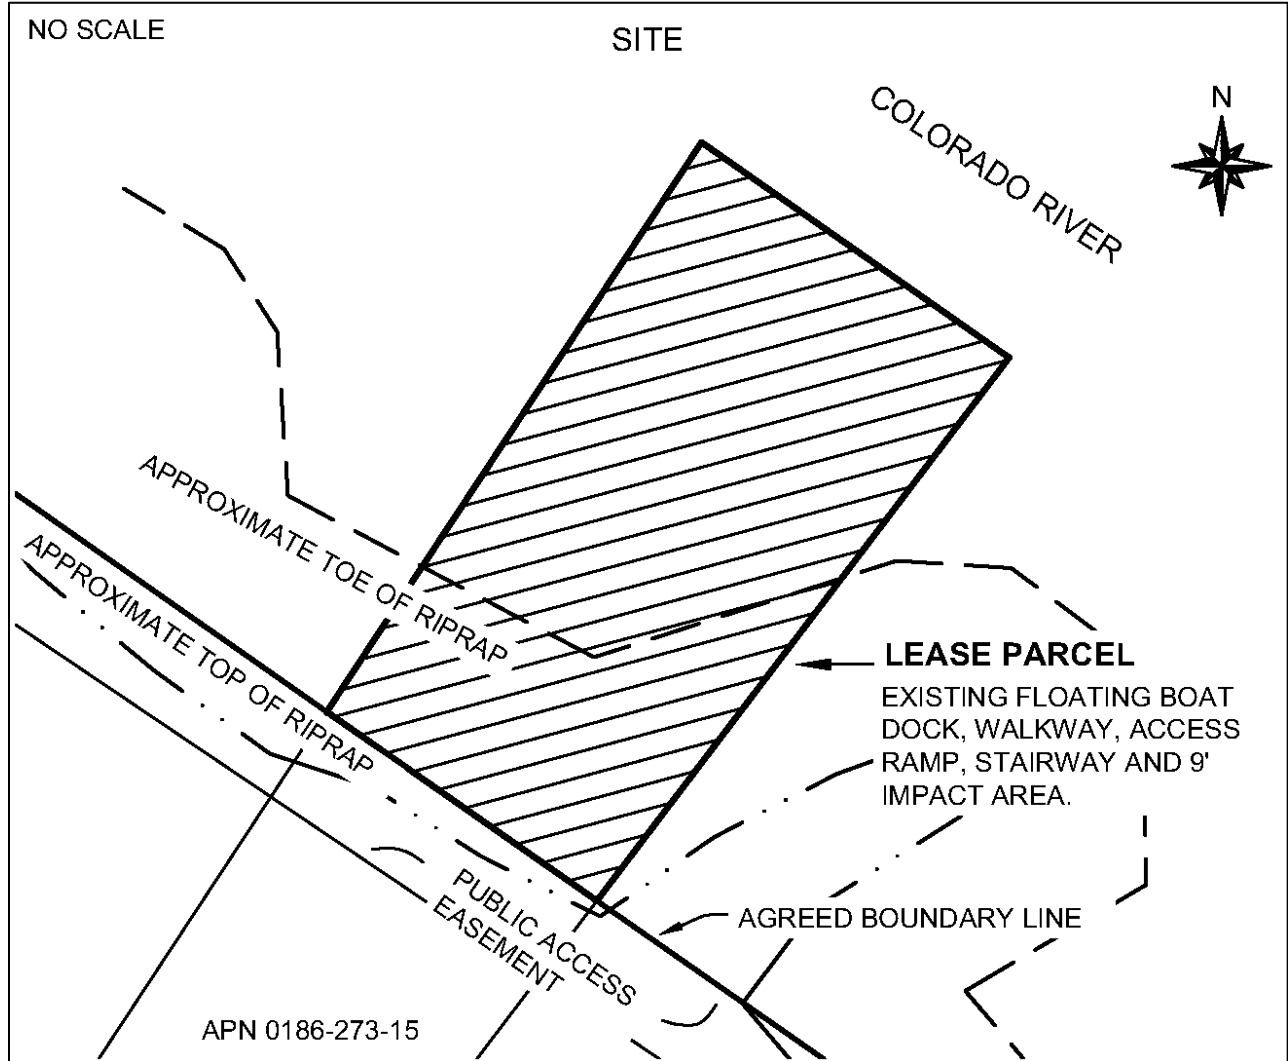 NO SCALE
SITE
N
COLORADO RIVER
APPROXIMATE TOE OF RIPRAP
APPROXIMATE TOP OF RIPRAP
LEASE PARCEL
EXISTING FLOATING BOAT
DOCK, WALKWAY, ACCESS
RAMP, STAIRWAY AND 9'
IMPACT AREA.
PUBLIC ACCESS
EASEMENT
AGREED BOUNDARY LINE
APN 0186-273-15